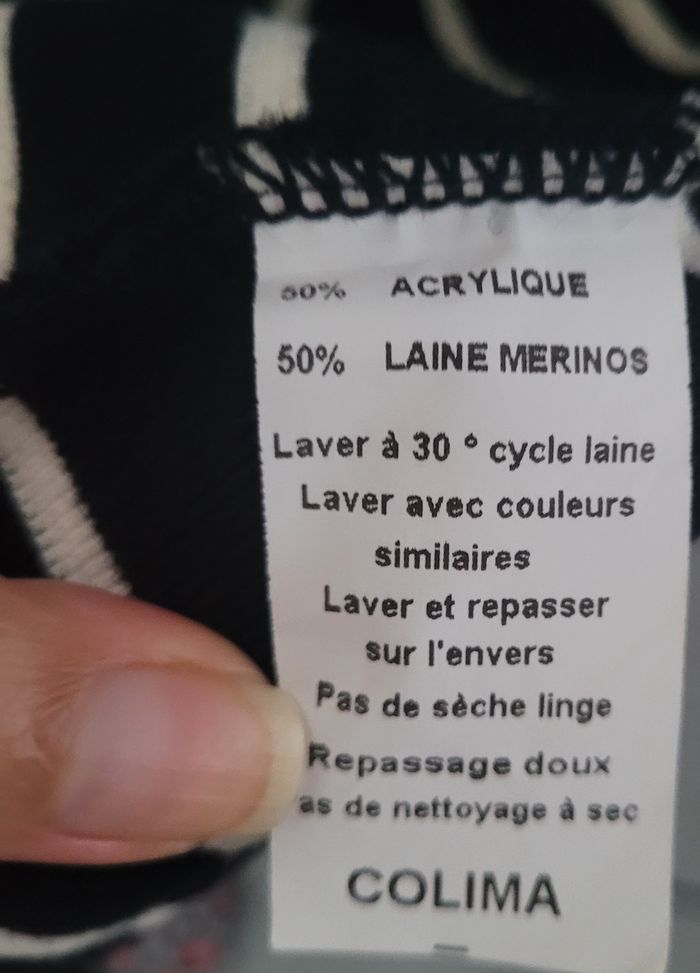 50% ACRYLIQUE
50% LAINE MERINOS
Laver à 30 ° cycle laine
Laver avec couleurs
similaires
Laver et repasser
sur l'envers
Pas de sèche linge
Repassage doux
as de nettoyage à sec
COLIMA